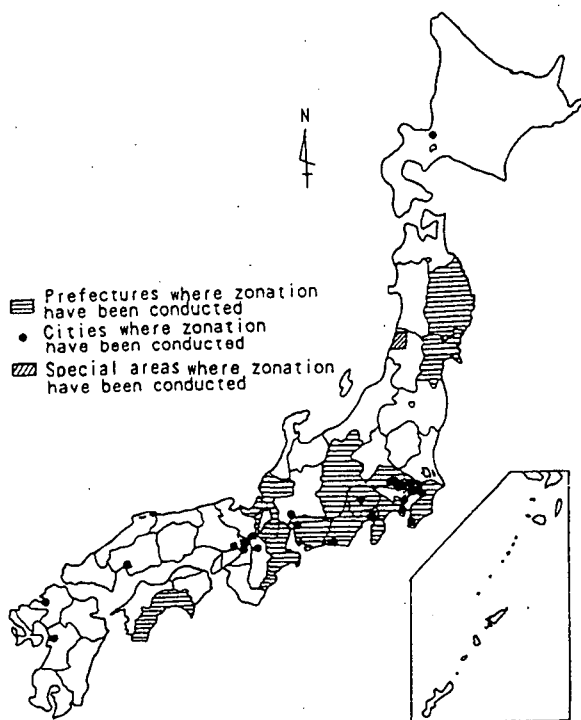 N
Prefectures where zonation
have been conducted
Cities where zonation
have been conducted
Special areas where zonation
have been conducted